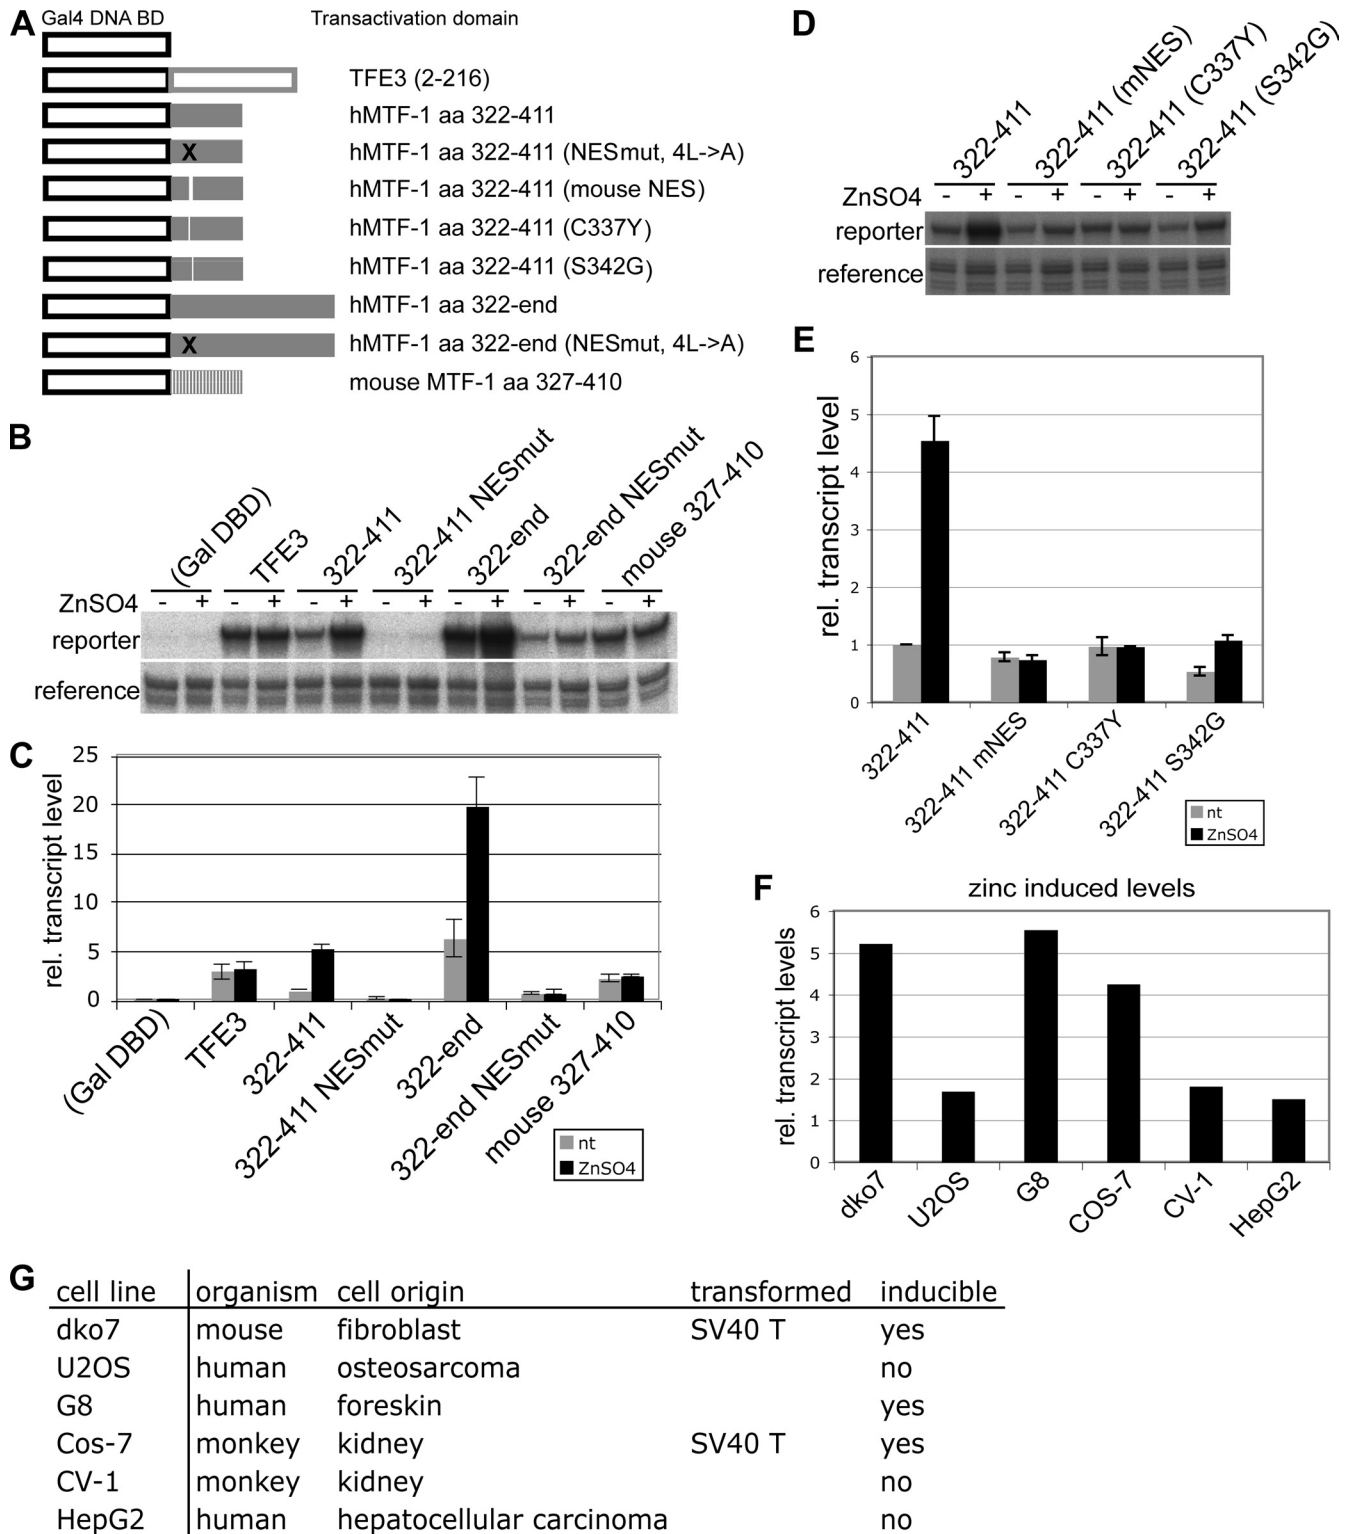 A
Gal4 DNA BD
Transactivation domain
TFE3 (2-216)
hMTF-1 aa 322-411
X hMTF-1 aa 322-411 (NESmut, 4L->A)
hMTF-1 aa 322-411 (mouse NES)
hMTF-1 aa 322-411 (C337Y)
hMTF-1 aa 322-411 (S342G)
hMTF-1 aa 322-end
X hMTF-1 aa 322-end (NESmut, 4L->A)
mouse MTF-1 aa 327-410
B
(Gal DBD)
TFE3
322-411
322-411 NESmut
322-end
322-end NESmut
mouse 327-410
ZnSO4 - + - + - + - + - + - + - +
reporter
reference
C
rel. transcript level
25
20
15
10
5
0
(Gal DBD)
TFE3
322-411
322-411 NESmut
322-end
322-end NESmut
mouse 327-410
nt
ZnSO4
D
322-411
322-411 (mNES)
322-411 (C337Y)
322-411 (S342G)
ZnSO4 - + - + - + - +
reporter
reference
E
rel. transcript level
6
5
4
3
2
1
0
322-411
322-411 mNES
322-411 C337Y
322-411 S342G
nt
ZnSO4
F
zinc induced levels
rel. transcript levels
6
5
4
3
2
1
0
dko7
U2OS
G8
COS-7
CV-1
HepG2
G
cell line organism cell origin transformed inducible
dko7 mouse fibroblast SV40 T yes
U2OS human osteosarcoma no
G8 human foreskin yes
Cos-7 monkey kidney SV40 T yes
CV-1 monkey kidney no
HepG2 human hepatocellular carcinoma no